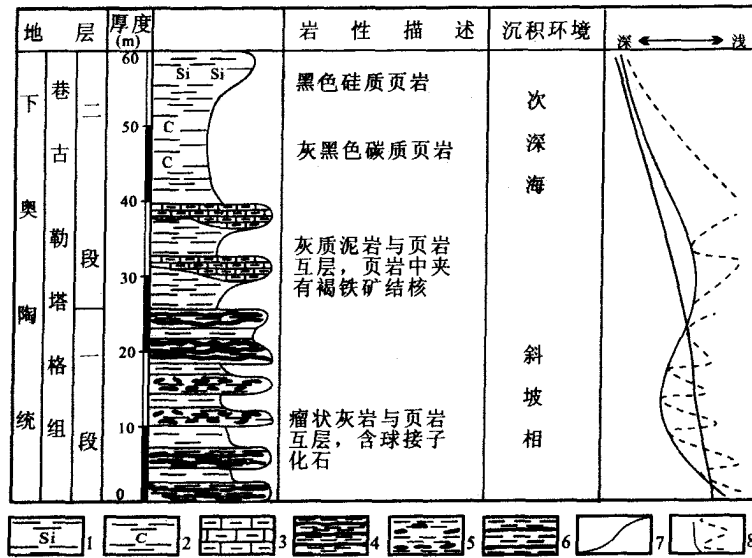 地 层
厚度
(m)
岩 性 描 述
沉积环境
深 浅
下奥陶统
巷古勒塔格组
二段
一段
60
50
40
30
20
10
0
Si Si
C
C
黑色硅质页岩
灰黑色碳质页岩
灰质泥岩与页岩
互层，页岩中夹
有褐铁矿结核
瘤状灰岩与页岩
互层，含球接子
化石
次深海
斜坡相
Si 1
C 2
3
4
5
6
7